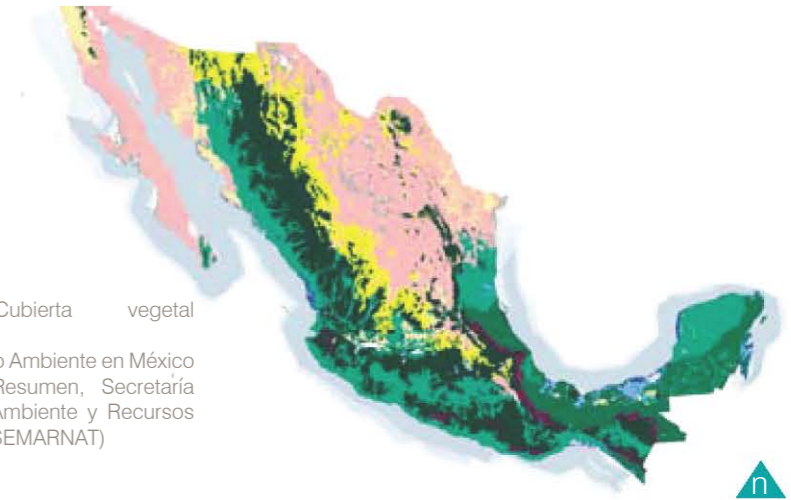 Cubierta vegetal
o Ambiente en México
Resumen, Secretaría
Ambiente y Recursos
SEMARNAT)
n